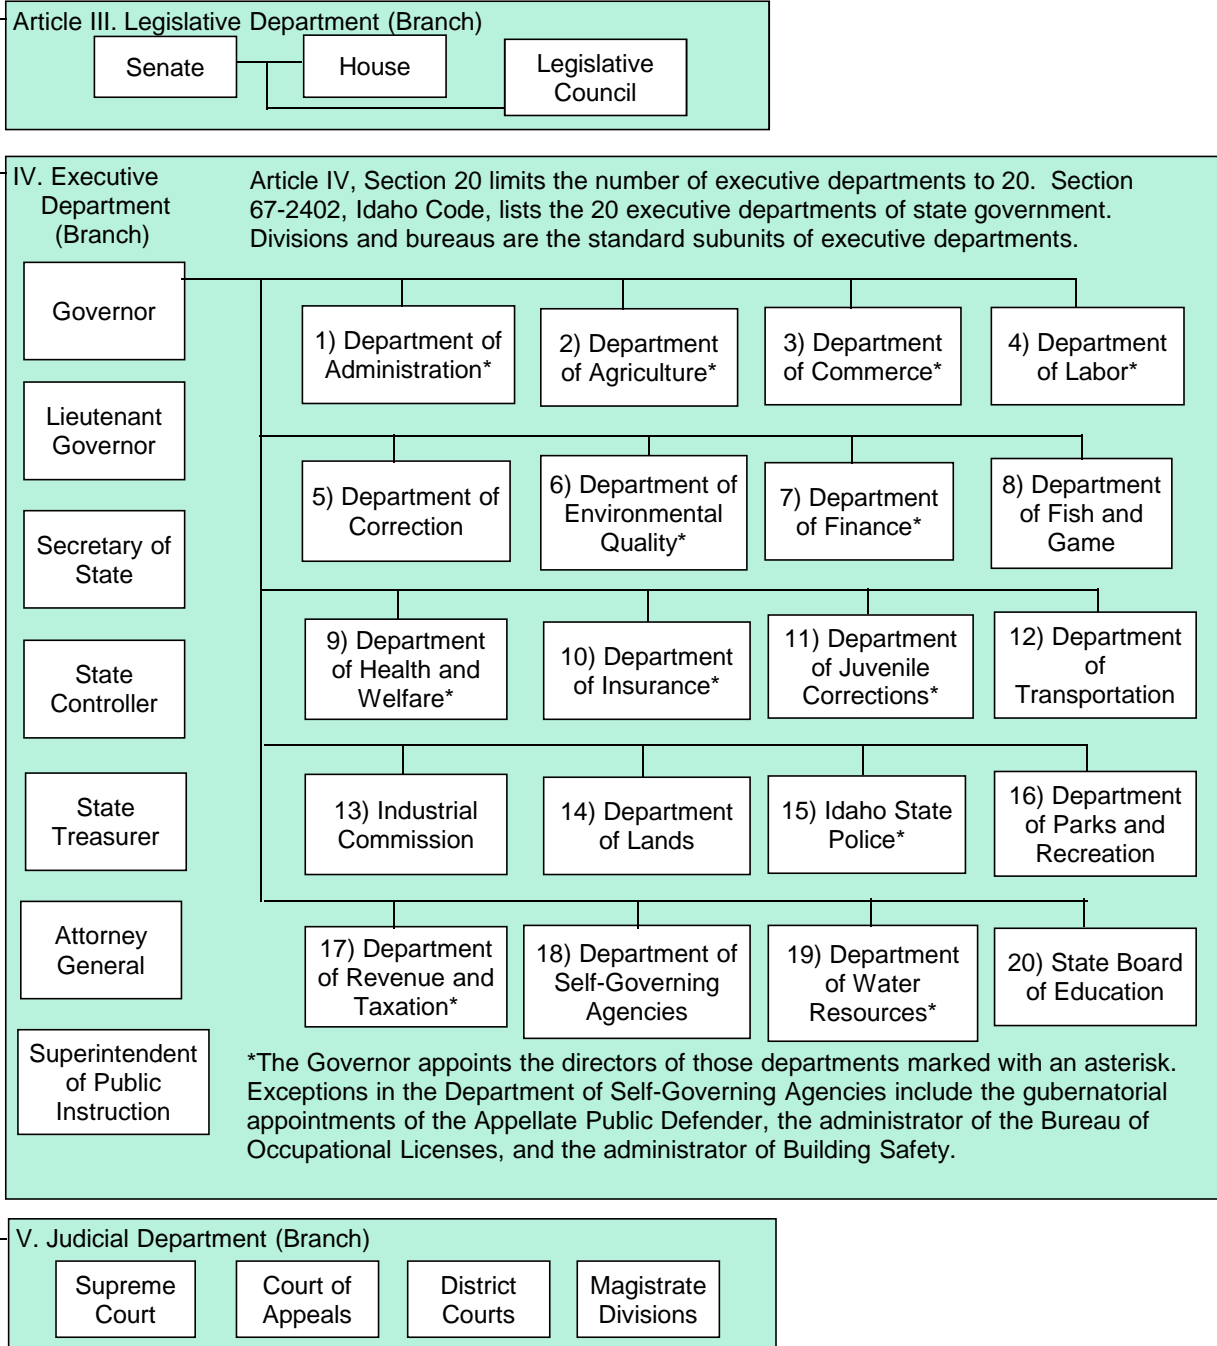 Article III. Legislative Department (Branch)
Senate
House
Legislative
Council
IV. Executive
Department
(Branch)
Article IV, Section 20 limits the number of executive departments to 20.  Section
67-2402, Idaho Code, lists the 20 executive departments of state government.
Divisions and bureaus are the standard subunits of executive departments.
Governor
Lieutenant
Governor
Secretary of
State
State
Controller
State
Treasurer
Attorney
General
Superintendent
of Public
Instruction
1) Department of
Administration*
2) Department
of Agriculture*
3) Department
of Commerce*
4) Department
of Labor*
5) Department of
Correction
6) Department of
Environmental
Quality*
7) Department
of Finance*
8) Department
of Fish and
Game
9) Department
of Health and
Welfare*
10) Department
of Insurance*
11) Department
of Juvenile
Corrections*
12) Department
of
Transportation
13) Industrial
Commission
14) Department
of Lands
15) Idaho State
Police*
16) Department
of Parks and
Recreation
17) Department
of Revenue and
Taxation*
18) Department of
Self-Governing
Agencies
19) Department
of Water
Resources*
20) State Board
of Education
*The Governor appoints the directors of those departments marked with an asterisk.
Exceptions in the Department of Self-Governing Agencies include the gubernatorial
appointments of the Appellate Public Defender, the administrator of the Bureau of
Occupational Licenses, and the administrator of Building Safety.
V. Judicial Department (Branch)
Supreme
Court
Court of
Appeals
District
Courts
Magistrate
Divisions